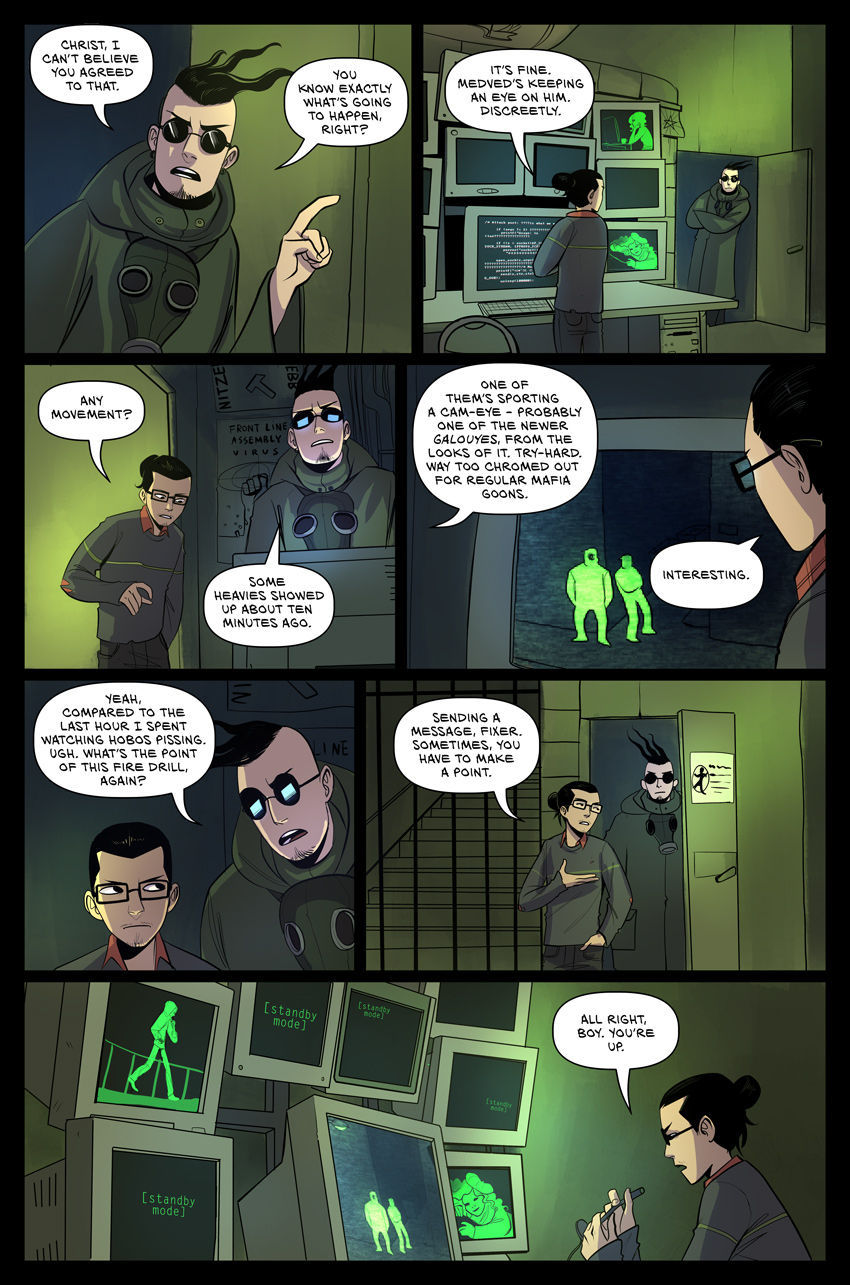 CHRIST, I
CAN'T BELIEVE
YOU AGREED
TO THAT.
YOU
KNOW EXACTLY
WHAT'S GOING
TO HAPPEN,
RIGHT?
IT'S FINE.
MEDVED'S KEEPING
AN EYE ON HIM.
DISCREETLY.
ANY
MOVEMENT?
NITZE
EBB
FRONT LINE
ASSEMBLY
VIRUS
SOME
HEAVIES SHOWED
UP ABOUT TEN
MINUTES AGO.
ONE OF
THEM'S SPORTING
A CAM-EYE - PROBABLY
ONE OF THE NEWER
GALOUYES, FROM THE
LOOKS OF IT. TRY-HARD.
WAY TOO CHROMED OUT
FOR REGULAR MAFIA
GOONS.
INTERESTING.
YEAH,
COMPARED TO THE
LAST HOUR I SPENT
WATCHING HOBOS PISSING.
UGH. WHAT'S THE POINT
OF THIS FIRE DRILL,
AGAIN?
LINE
SENDING A
MESSAGE, FIXER.
SOMETIMES, YOU
HAVE TO MAKE
A POINT.
[standby
mode]
[standby
mode]
[standby
mode]
[standby
mode]
ALL RIGHT,
BOY. YOU'RE
UP.